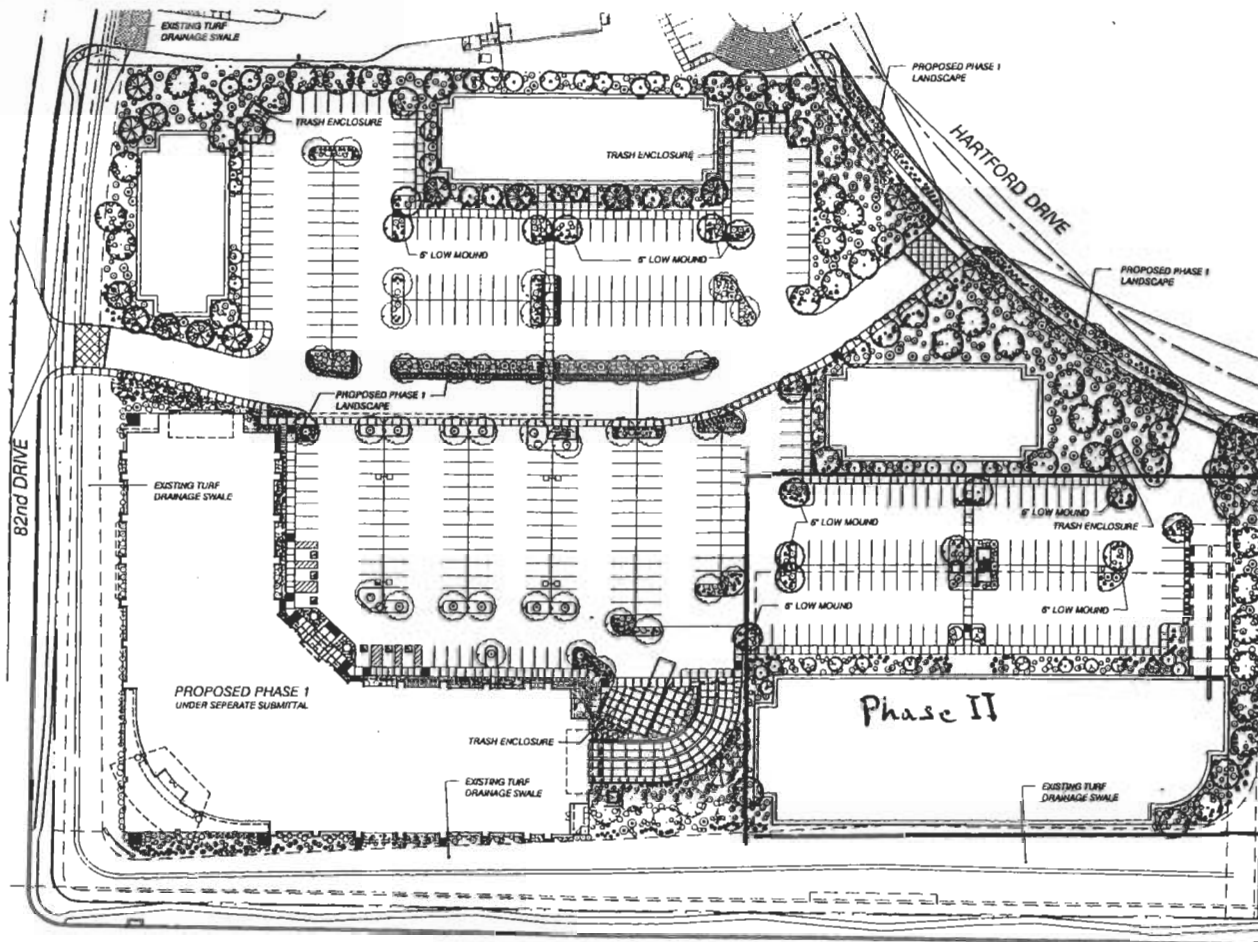 EXISTING TURF
DRAINAGE SWALE
PROPOSED PHASE 1
LANDSCAPE
TRASH ENCLOSURE
HARTFORD DRIVE
TRASH ENCLOSURE
6" LOW MOUND
6" LOW MOUND
PROPOSED PHASE 1
LANDSCAPE
PROPOSED PHASE 1
LANDSCAPE
82nd DRIVE
EXISTING TURF
DRAINAGE SWALE
6" LOW MOUND
6" LOW MOUND
TRASH ENCLOSURE
6" LOW MOUND
6" LOW MOUND
PROPOSED PHASE 1
UNDER SEPERATE SUBMITTAL
Phase II
TRASH ENCLOSURE
EXISTING TURF
DRAINAGE SWALE
EXISTING TURF
DRAINAGE SWALE